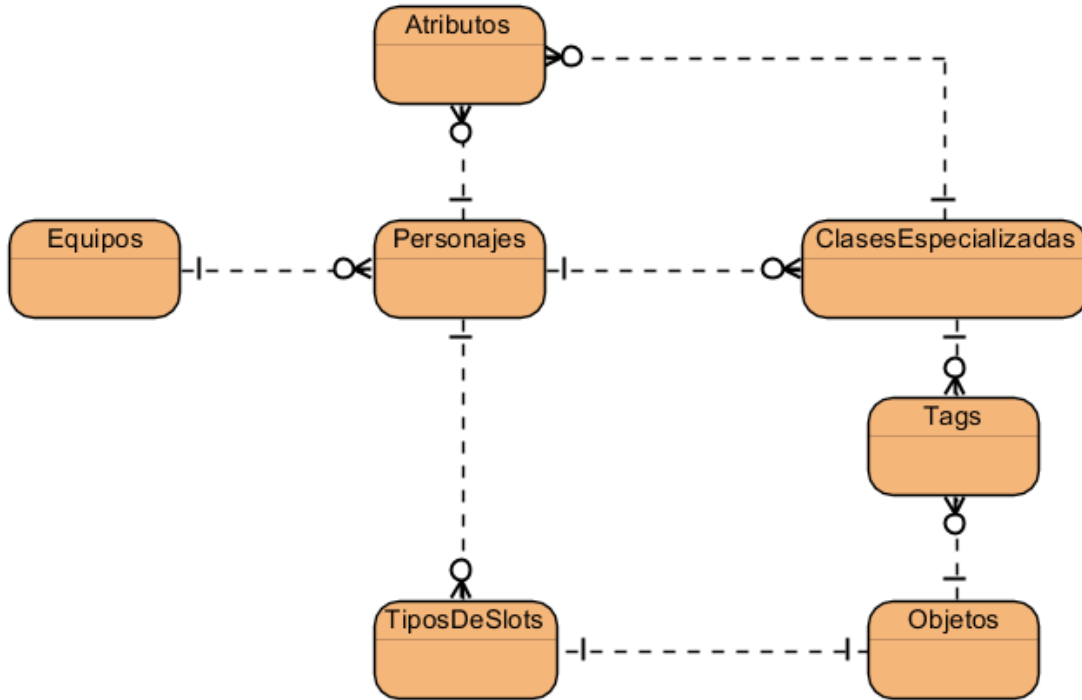 Atributos
Equipos
Personajes
ClasesEspecializadas
Tags
TiposDeSlots
Objetos